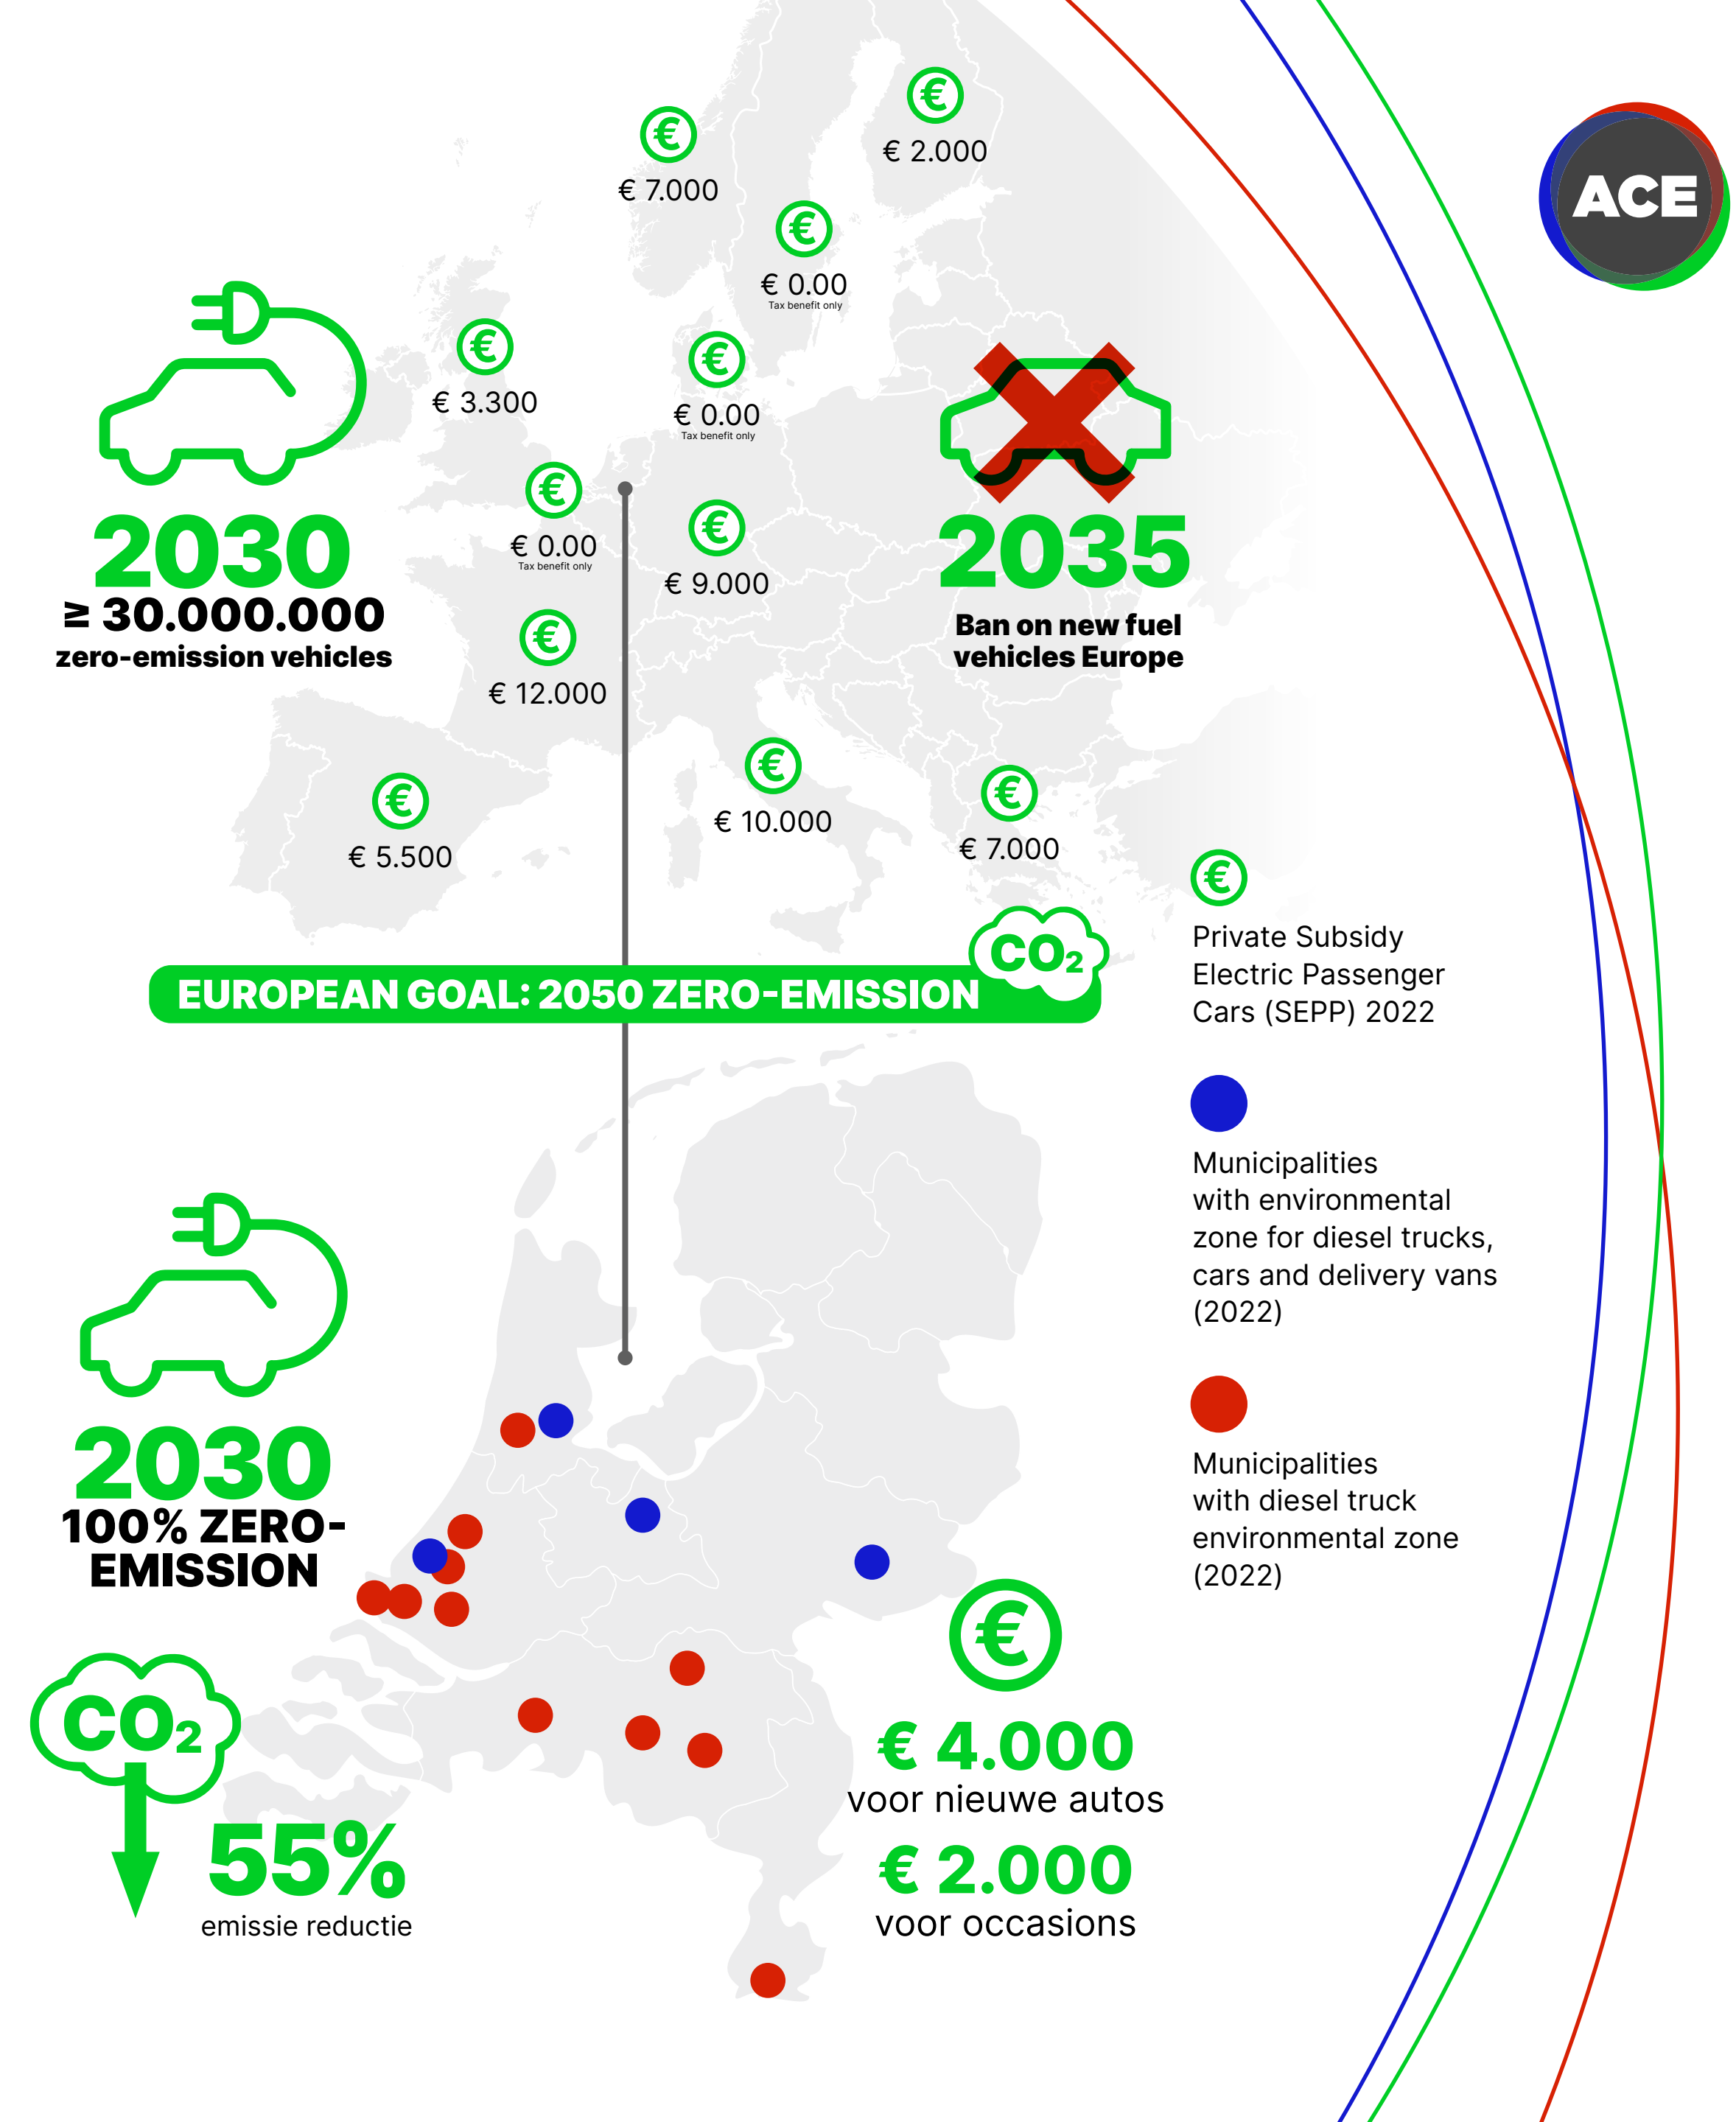 ACE
€ 2.000
€ 7.000
€ 0.00
Tax benefit only
€ 3.300
€ 0.00
Tax benefit only
€ 0.00
Tax benefit only
€ 9.000
€ 12.000
€ 10.000
€ 5.500
€ 7.000
2030
≥ 30.000.000
zero-emission vehicles
2035
Ban on new fuel
vehicles Europe
EUROPEAN GOAL: 2050 ZERO-EMISSION
CO₂
€
Private Subsidy
Electric Passenger
Cars (SEPP) 2022
Municipalities
with environmental
zone for diesel trucks,
cars and delivery vans
(2022)
Municipalities
with diesel truck
environmental zone
(2022)
2030
100% ZERO-
EMISSION
CO₂
55%
emissie reductie
€
€ 4.000
voor nieuwe autos
€ 2.000
voor occasions